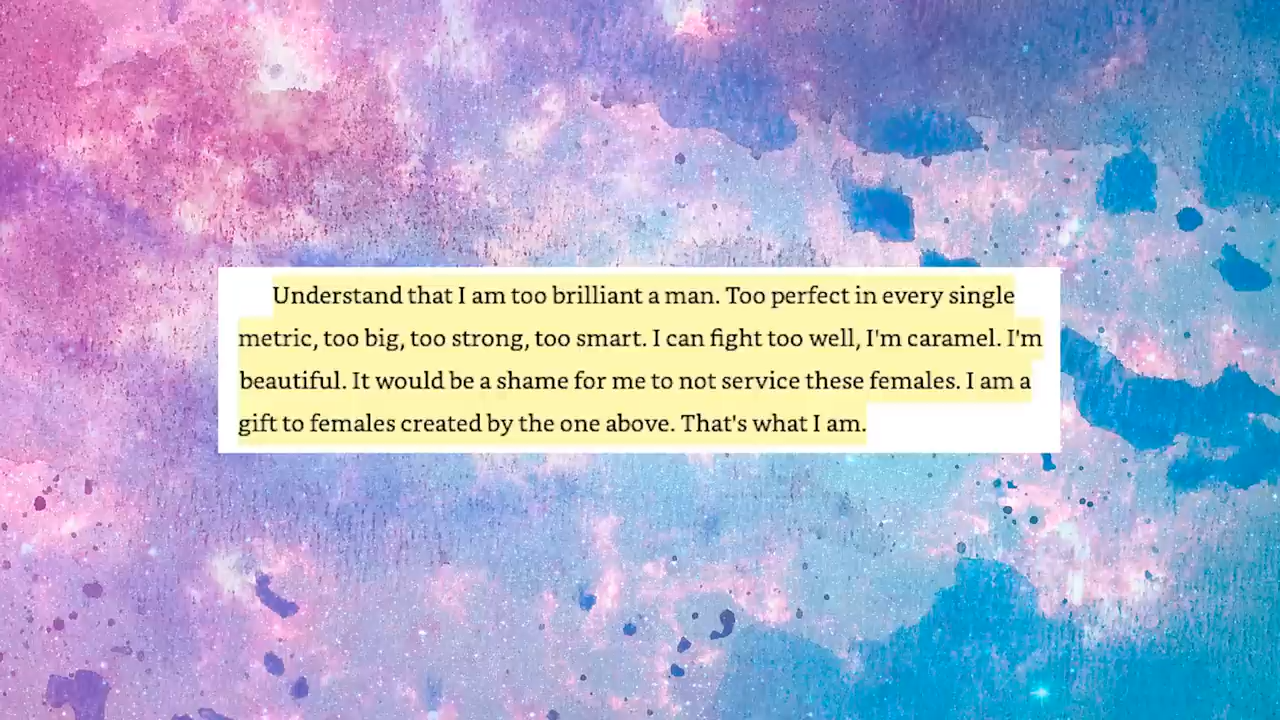 Understand that I am too brilliant a man. Too perfect in every single
metric, too big, too strong, too smart. I can fight too well, I'm caramel. I'm
beautiful. It would be a shame for me to not service these females. I am a
gift to females created by the one above. That's what I am.